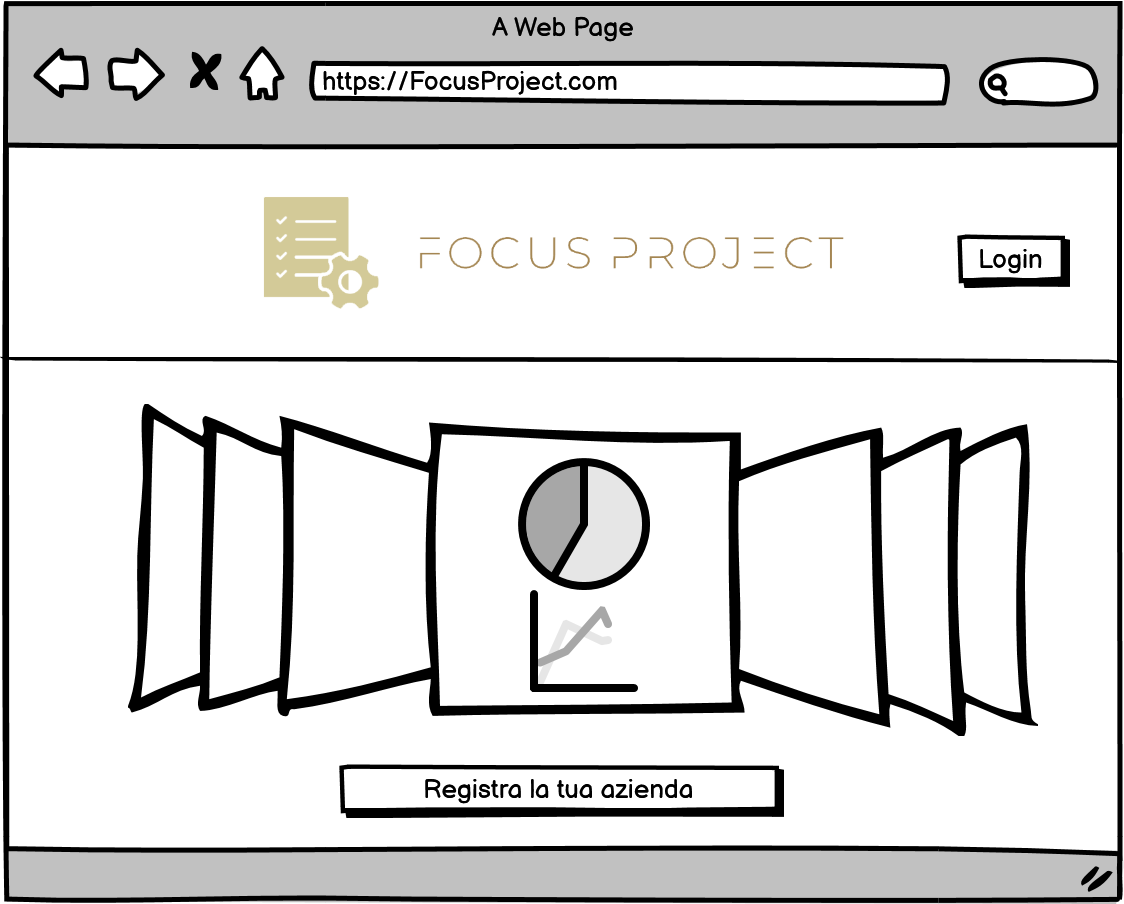 A Web Page
https://FocusProject.com
FOCUS PROJECT
Login
Registra la tua azienda